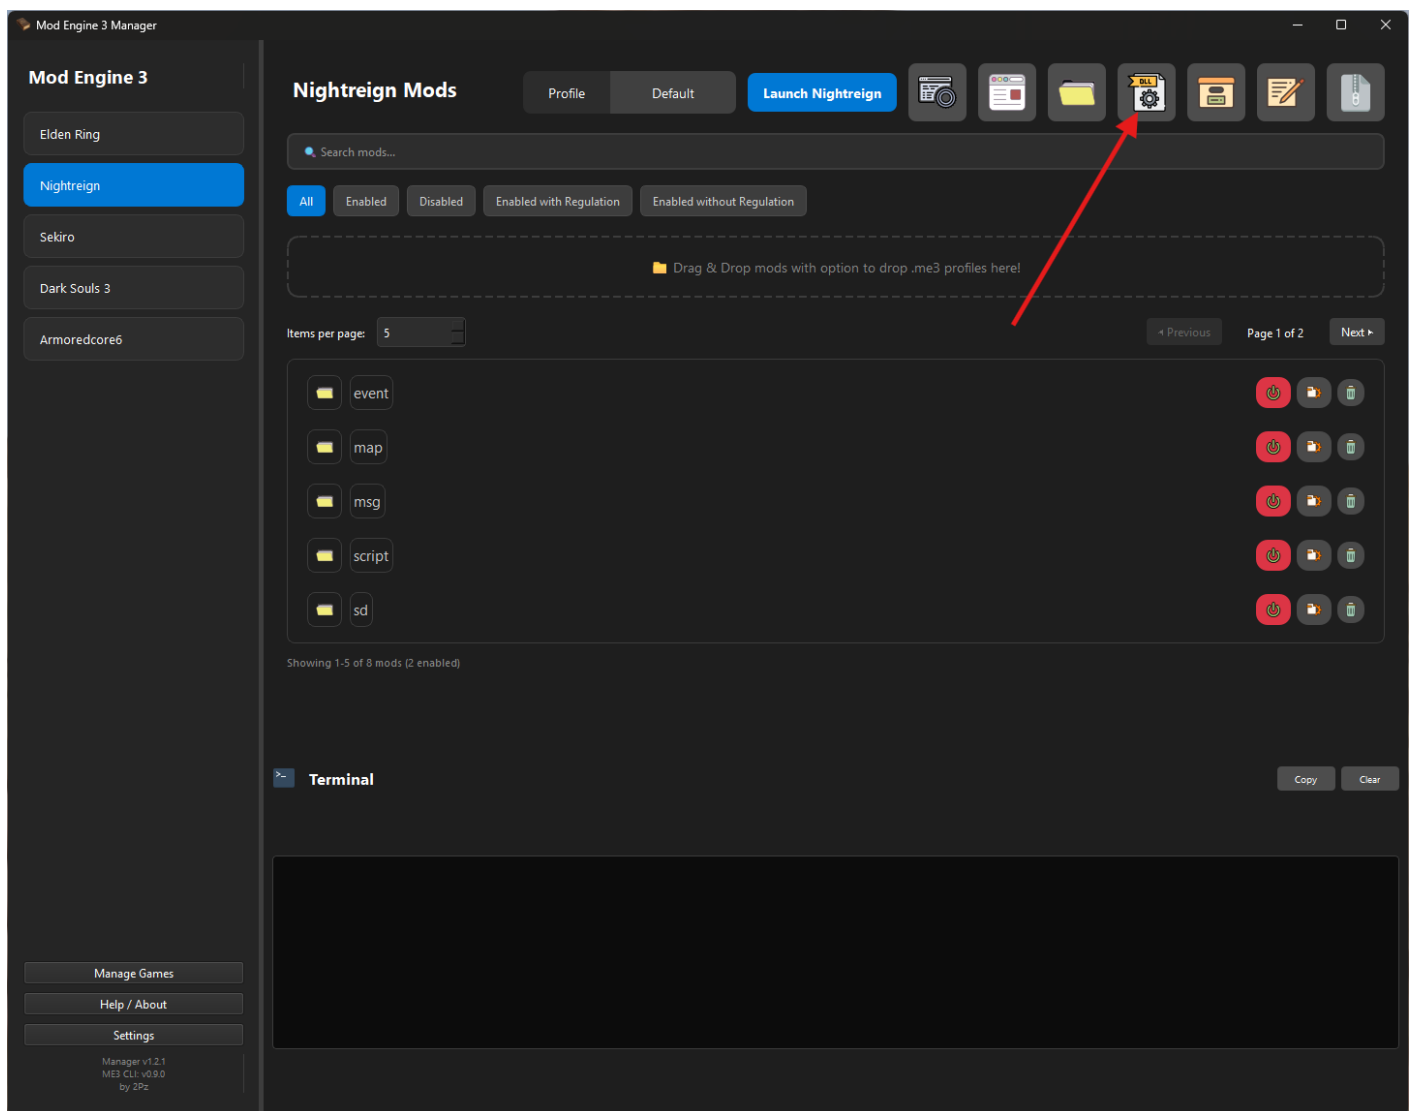 Mod Engine 3 Manager
Mod Engine 3
Elden Ring
Nightreign
Sekiro
Dark Souls 3
Armoredcore6
Manage Games
Help / About
Settings
Manager v1.2.1
ME3 CLI: v0.9.0
by 2Pz
Nightreign Mods
Profile
Default
Launch Nightreign
DLL
Search mods...
All
Enabled
Disabled
Enabled with Regulation
Enabled without Regulation
Drag & Drop mods with option to drop .me3 profiles here!
Items per page: 5
Previous
Page 1 of 2
Next
event
map
msg
script
sd
Showing 1-5 of 8 mods (2 enabled)
>_
Terminal
Copy
Clear